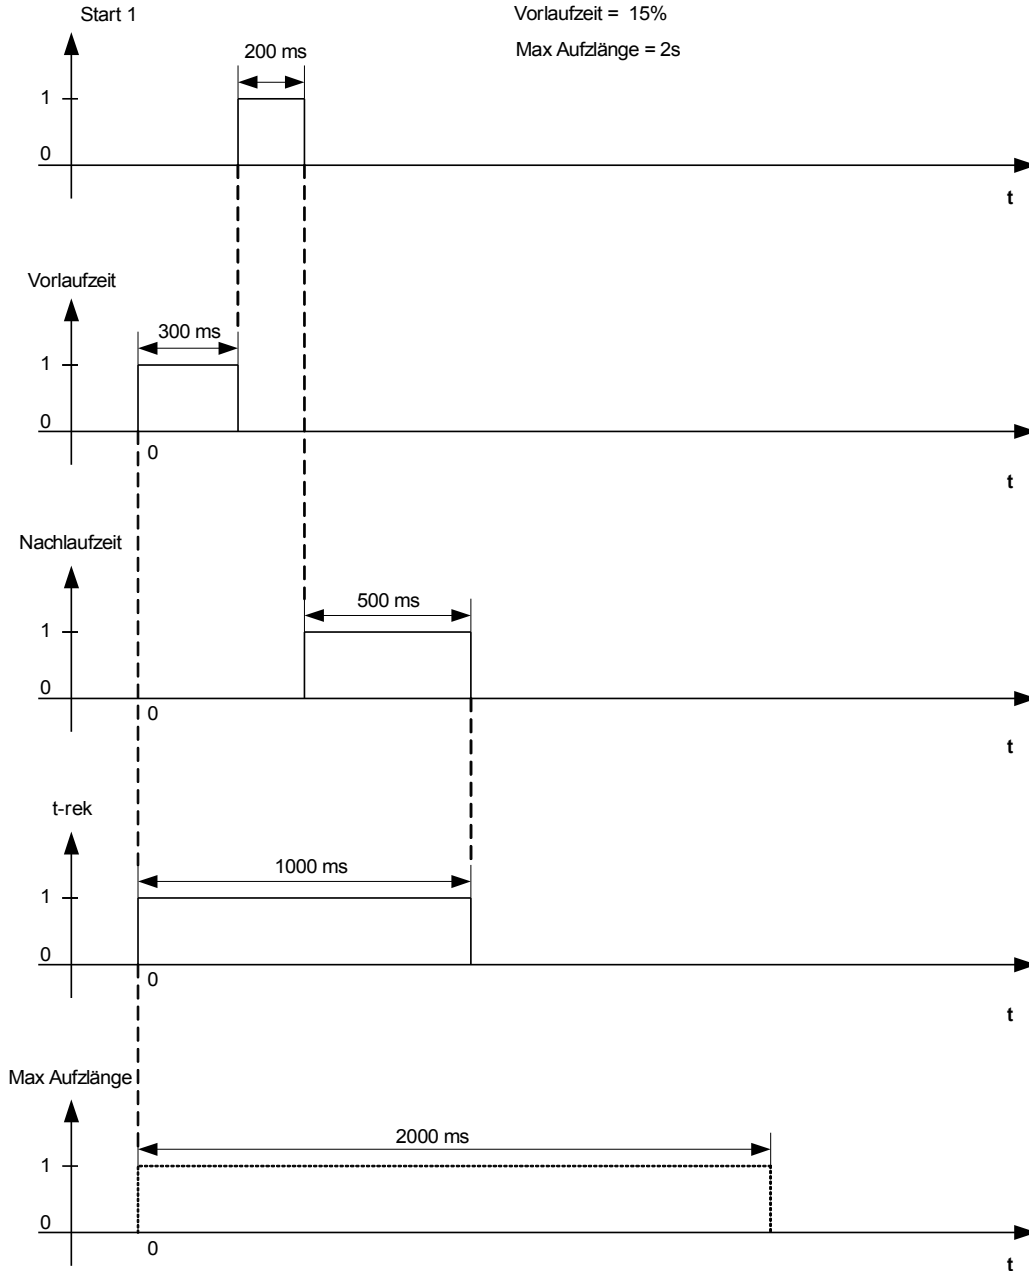 Start 1
Vorlaufzeit = 15%
Max Aufzlänge = 2s
200 ms
1
0
t
Vorlaufzeit
300 ms
1
0
0
t
Nachlaufzeit
500 ms
1
0
0
t
t-rek
1000 ms
1
0
0
t
Max Aufzlänge
2000 ms
1
0
0
t